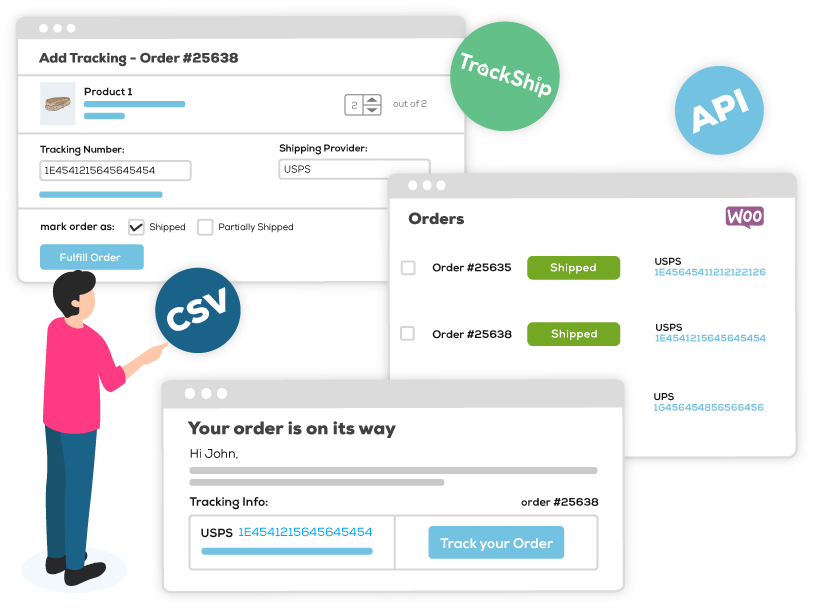 Add Tracking - Order #25638
Product 1
2
out of 2
Tracking Number:
Shipping Provider:
1E4541215645645454
USPS
mark order as:
Shipped
Partially Shipped
Fulfill Order
TrackShip
API
CSV
Orders
WOO
Order #25635
Shipped
USPS
1E45645411212122126
Order #25638
Shipped
USPS
1E4541215645645454
UPS
1G456454856566456
Your order is on its way
Hi John,
Tracking Info:
order #25638
USPS 1E4541215645645454
Track your Order